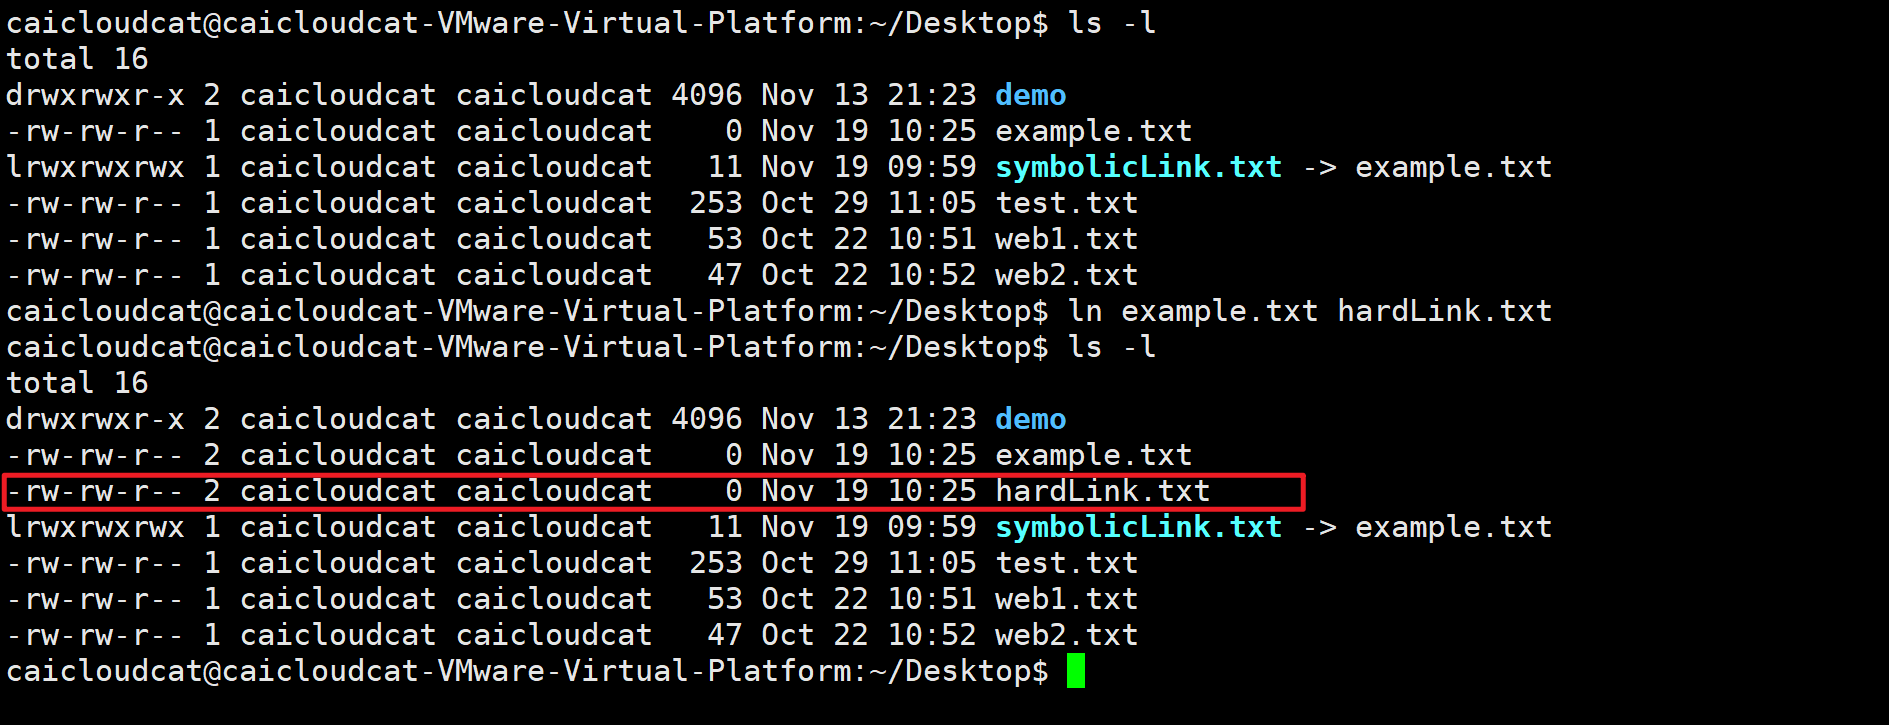 caicloudcat@caicloudcat-VMware-Virtual-Platform:~/Desktop$ ls -l
total 16
drwxrwxr-x 2 caicloudcat caicloudcat 4096 Nov 13 21:23 demo
-rw-rw-r-- 1 caicloudcat caicloudcat    0 Nov 19 10:25 example.txt
lrwxrwxrwx 1 caicloudcat caicloudcat   11 Nov 19 09:59 symbolicLink.txt -> example.txt
-rw-rw-r-- 1 caicloudcat caicloudcat  253 Oct 29 11:05 test.txt
-rw-rw-r-- 1 caicloudcat caicloudcat   53 Oct 22 10:51 web1.txt
-rw-rw-r-- 1 caicloudcat caicloudcat   47 Oct 22 10:52 web2.txt
caicloudcat@caicloudcat-VMware-Virtual-Platform:~/Desktop$ ln example.txt hardLink.txt
caicloudcat@caicloudcat-VMware-Virtual-Platform:~/Desktop$ ls -l
total 16
drwxrwxr-x 2 caicloudcat caicloudcat 4096 Nov 13 21:23 demo
-rw-rw-r-- 2 caicloudcat caicloudcat    0 Nov 19 10:25 example.txt
-rw-rw-r-- 2 caicloudcat caicloudcat    0 Nov 19 10:25 hardLink.txt
lrwxrwxrwx 1 caicloudcat caicloudcat   11 Nov 19 09:59 symbolicLink.txt -> example.txt
-rw-rw-r-- 1 caicloudcat caicloudcat  253 Oct 29 11:05 test.txt
-rw-rw-r-- 1 caicloudcat caicloudcat   53 Oct 22 10:51 web1.txt
-rw-rw-r-- 1 caicloudcat caicloudcat   47 Oct 22 10:52 web2.txt
caicloudcat@caicloudcat-VMware-Virtual-Platform:~/Desktop$